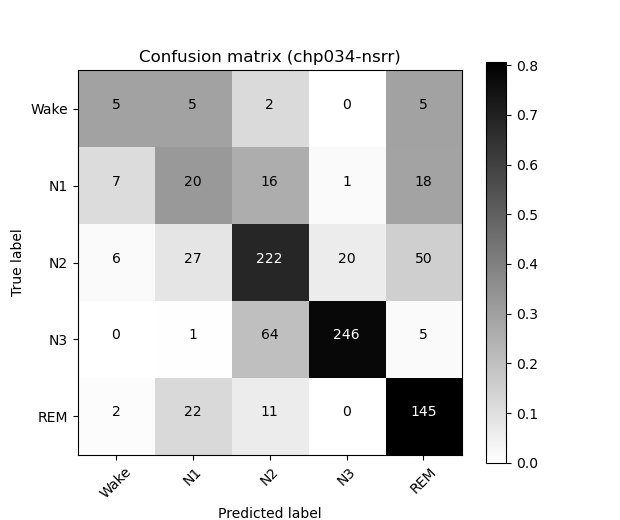 Confusion matrix (chp034-nsrr)
Wake 5 5 2 0 5
N1 7 20 16 1 18
N2 6 27 222 20 50
N3 0 1 64 246 5
REM 2 22 11 0 145
Wake N1 N2 N3 REM
Predicted label
True label
0.8
0.7
0.6
0.5
0.4
0.3
0.2
0.1
0.0